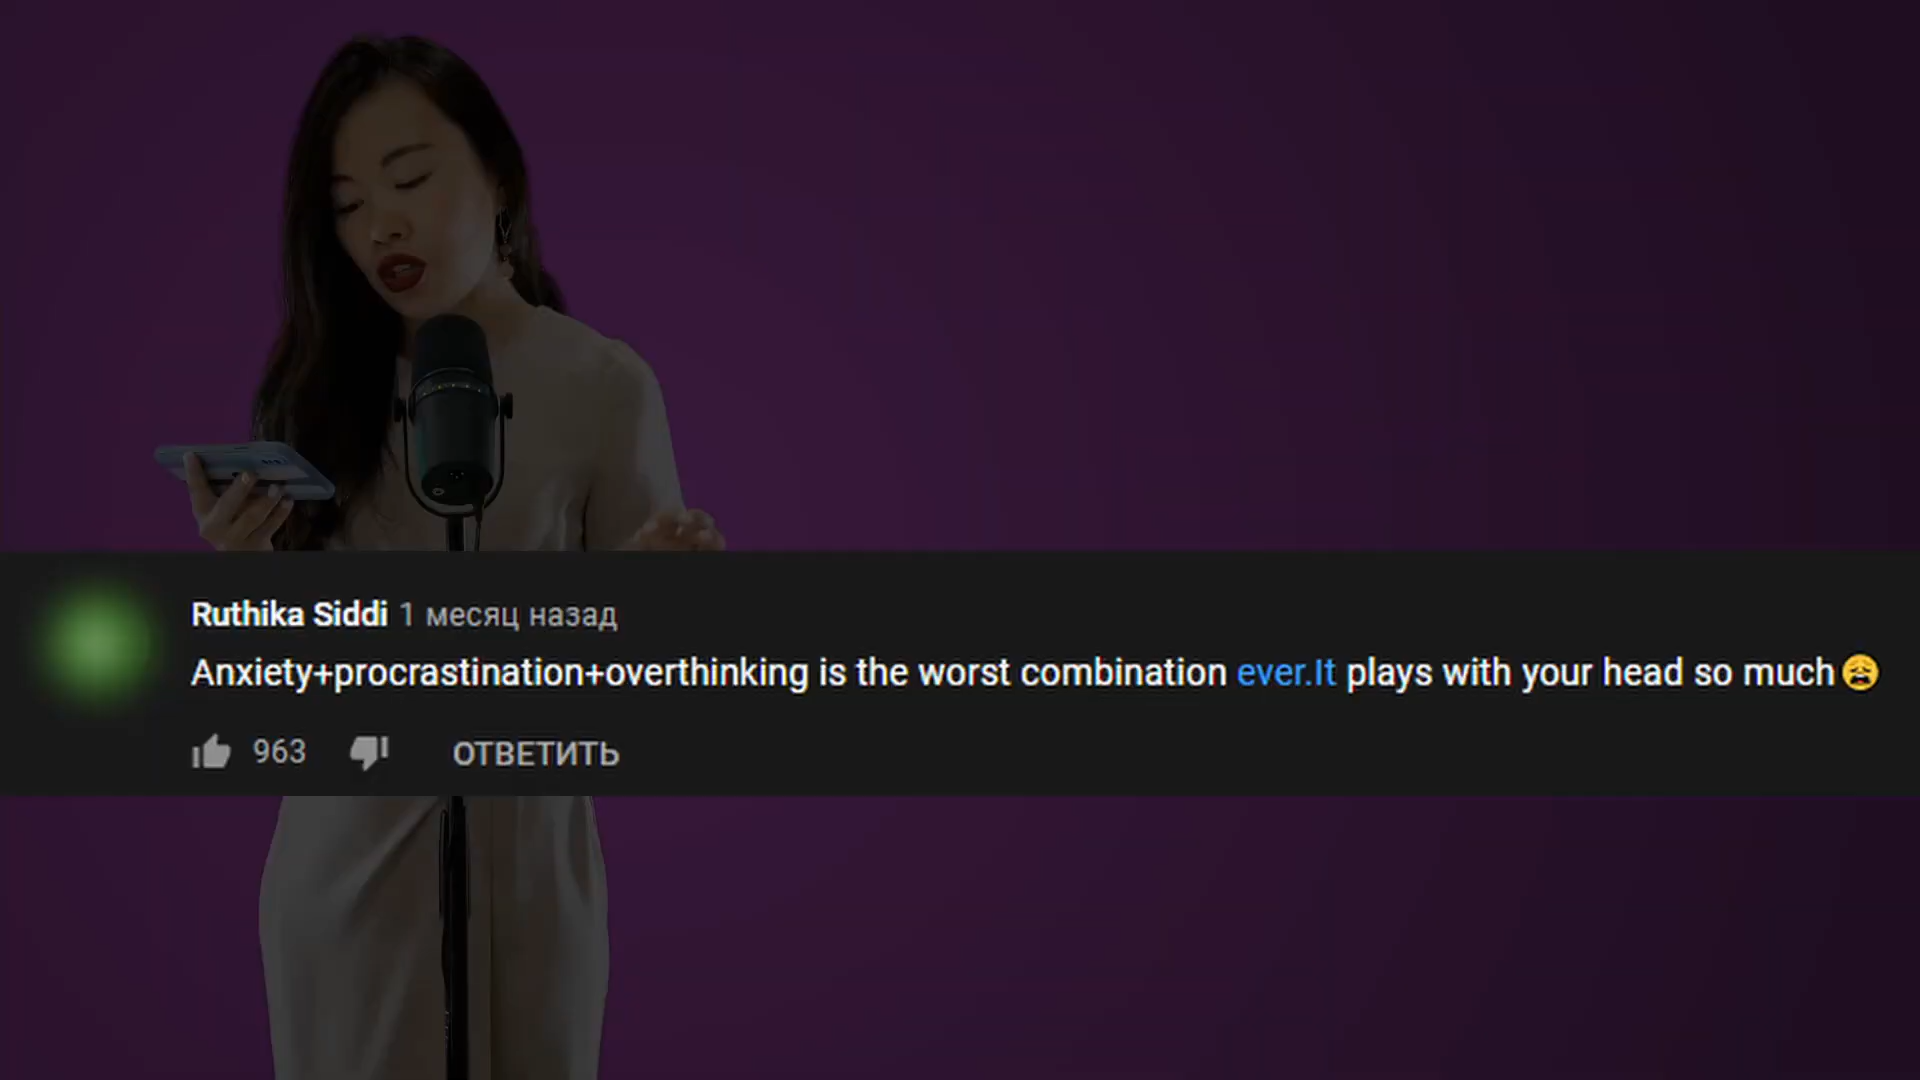 Ruthika Siddi 1 месяц назад
Anxiety+procrastination+overthinking is the worst combination ever.It plays with your head so much😩
963 ОТВЕТИТЬ